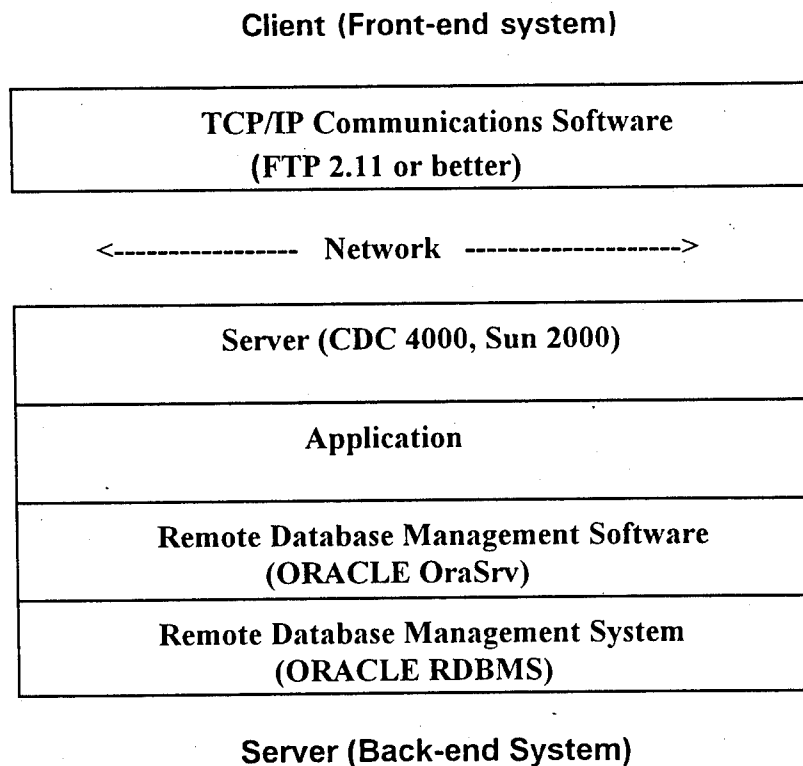 Client (Front-end system)
TCP/IP Communications Software
(FTP 2.11 or better)
<----------------- Network -------------------->
Server (CDC 4000, Sun 2000)
Application
Remote Database Management Software
(ORACLE OraSrv)
Remote Database Management System
(ORACLE RDBMS)
Server (Back-end System)